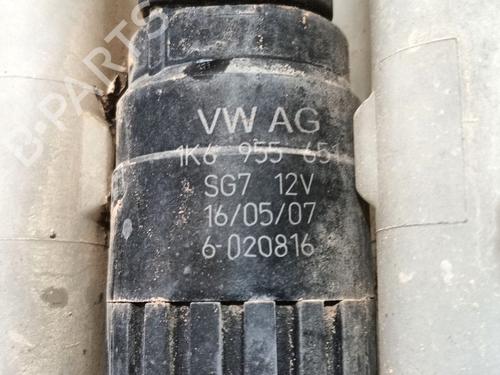 B-PARTS
VW AG
1K6 955 651
SG7 12V
16/05/07
6-020816